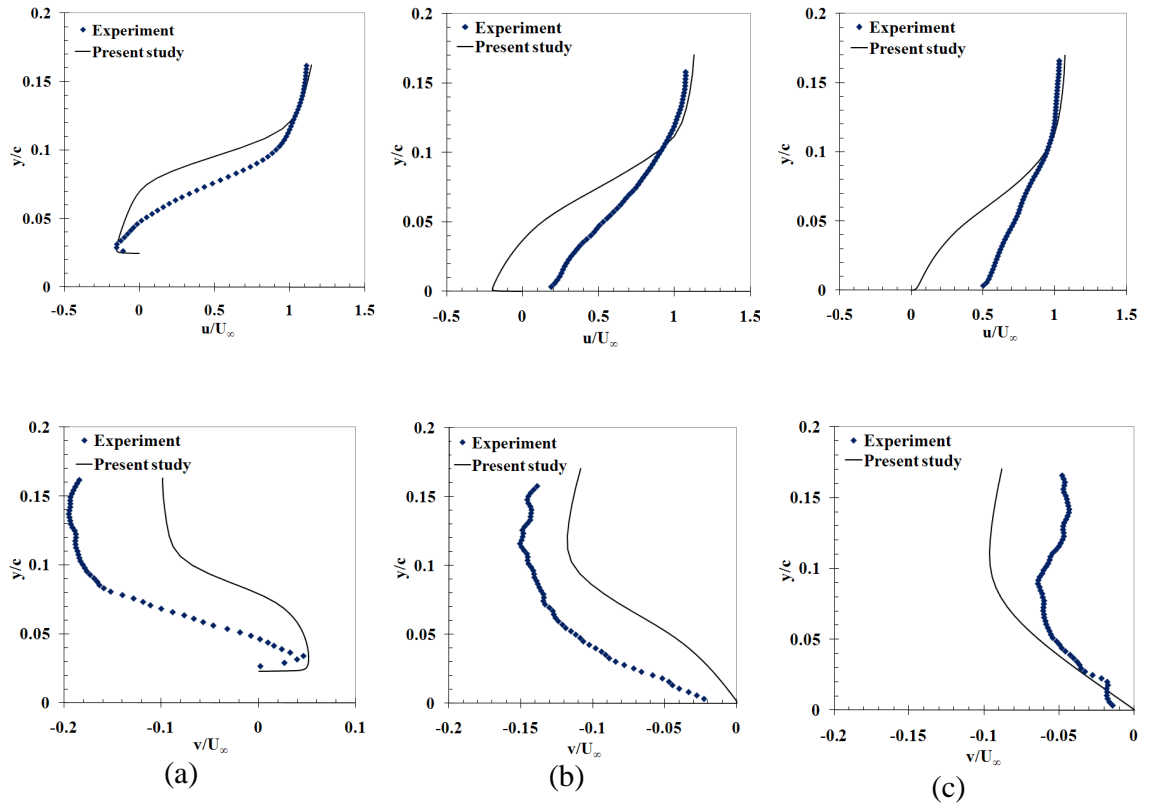 0.2
Experiment
Present study
0.15
0.1
0.05
0
y/c
-0.5 0 0.5 1 1.5
u/U∞
0.2
Experiment
Present study
0.15
0.1
0.05
0
y/c
-0.5 0 0.5 1 1.5
u/U∞
0.2
Experiment
Present study
0.15
0.1
0.05
0
y/c
-0.5 0 0.5 1 1.5
u/U∞
0.2
Experiment
Present study
0.15
0.1
0.05
0
y/c
-0.2 -0.1 0 0.1
v/U∞
(a)
0.2
Experiment
Present study
0.15
0.1
0.05
0
y/c
-0.2 -0.15 -0.1 -0.05 0
v/U∞
(b)
0.2
Experiment
Present study
0.15
0.1
0.05
0
y/c
-0.2 -0.15 -0.1 -0.05 0
v/U∞
(c)